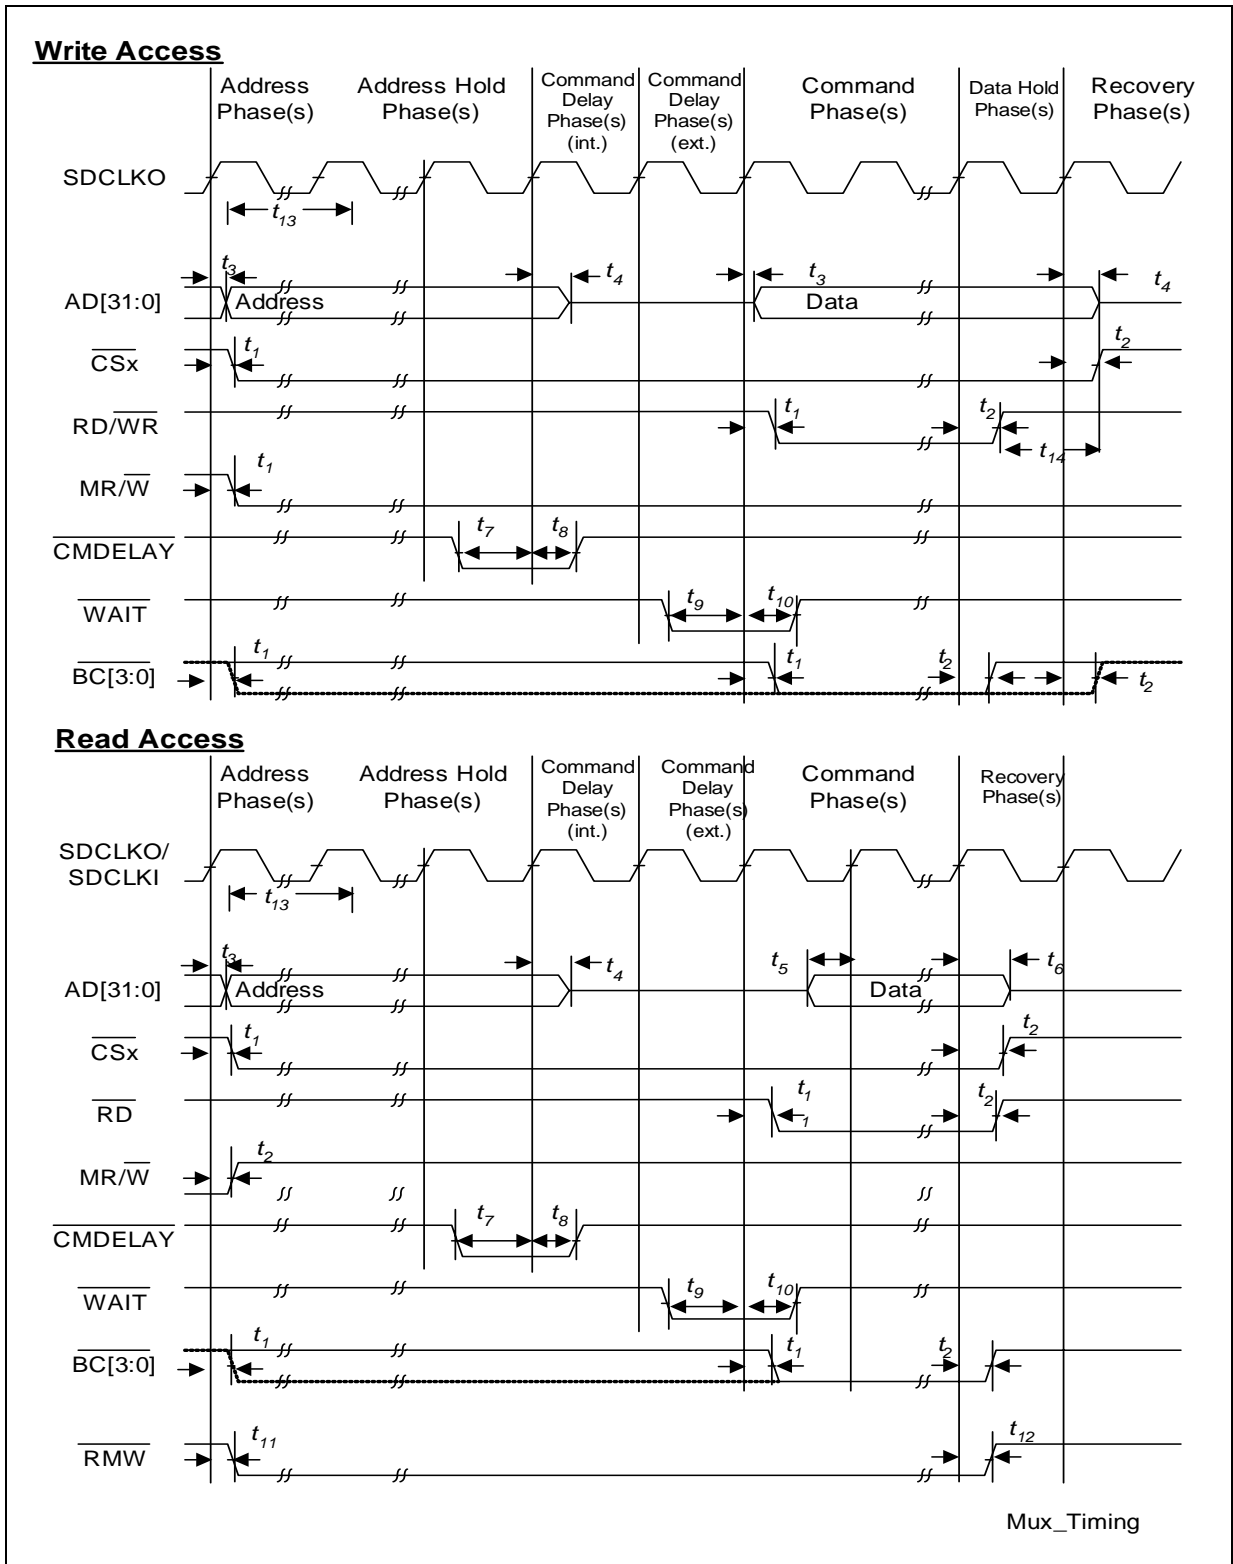 Write Access
Address Phase(s)
Address Hold Phase(s)
Command Delay Phase(s) (int.)
Command Delay Phase(s) (ext.)
Command Phase(s)
Data Hold Phase(s)
Recovery Phase(s)
SDCLKO
t13
AD[31:0]
t3
Address
t4
t3
Data
t4
CSx
t1
t2
RD/WR
t1
t2
t14
MR/W
t1
CMDELAY
t7
t8
WAIT
t9
t10
BC[3:0]
t1
t1
t2
t2
Read Access
Address Phase(s)
Address Hold Phase(s)
Command Delay Phase(s) (int.)
Command Delay Phase(s) (ext.)
Command Phase(s)
Recovery Phase(s)
SDCLKO/
SDCLKI
t13
AD[31:0]
t3
Address
t4
t5
Data
t6
CSx
t1
t2
RD
t1
1
t2
MR/W
t2
CMDELAY
t7
t8
WAIT
t9
t10
BC[3:0]
t1
t1
t2
RMW
t11
t12
Mux_Timing